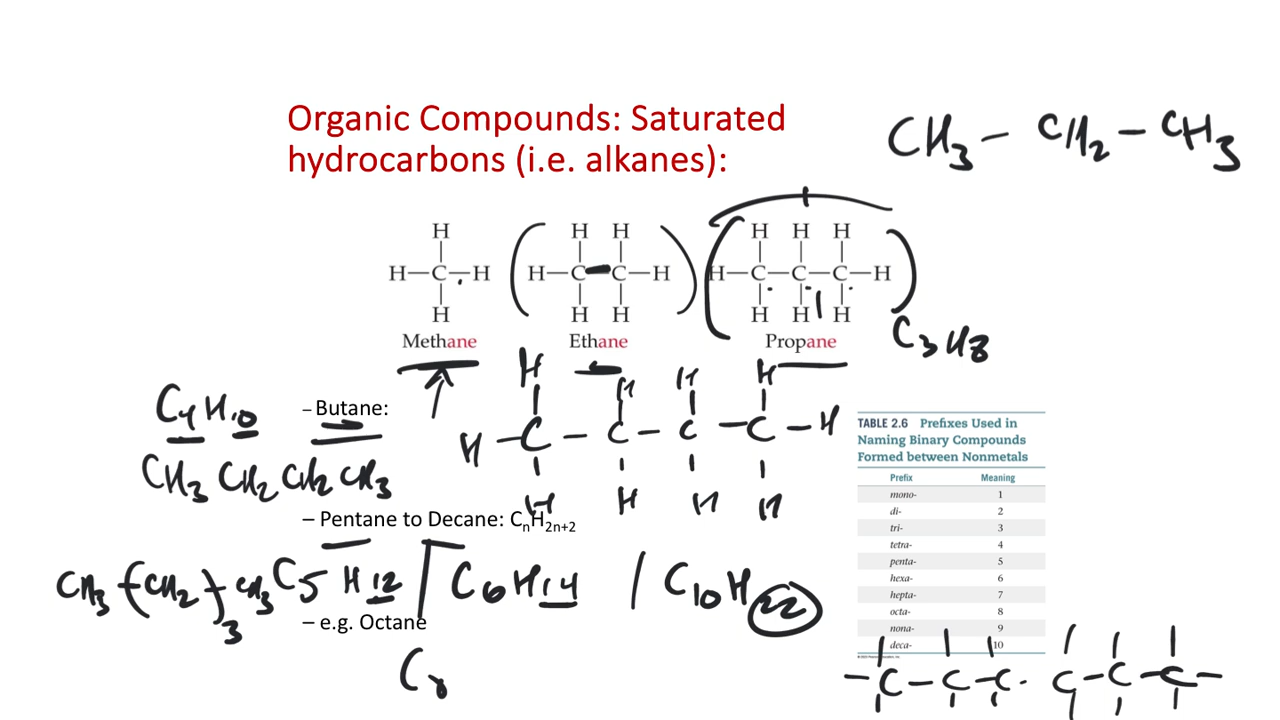 Organic Compounds: Saturated
hydrocarbons (i.e. alkanes):
CH3 – CH2 – CH3
H
H H
H H H
H—C—H
H—C—C—H
H—C—C—C—H
H
H H
H H H
Methane
Ethane
Propane
C3H8
C4H10
– Butane:
H H H H
H – C – C – C – C – H
H H H H
CH3 CH2 CH2 CH3
– Pentane to Decane: CnH2n+2
CH3 (CH2)3 CH3 C5 H12 / C6H14 / C10H22
– e.g. Octane
C8
TABLE 2.6 Prefixes Used in
Naming Binary Compounds
Formed between Nonmetals
Prefix Meaning
mono- 1
di- 2
tri- 3
tetra- 4
penta- 5
hexa- 6
hepta- 7
octa- 8
nona- 9
deca- 10
– C – C – C – C – C – C –